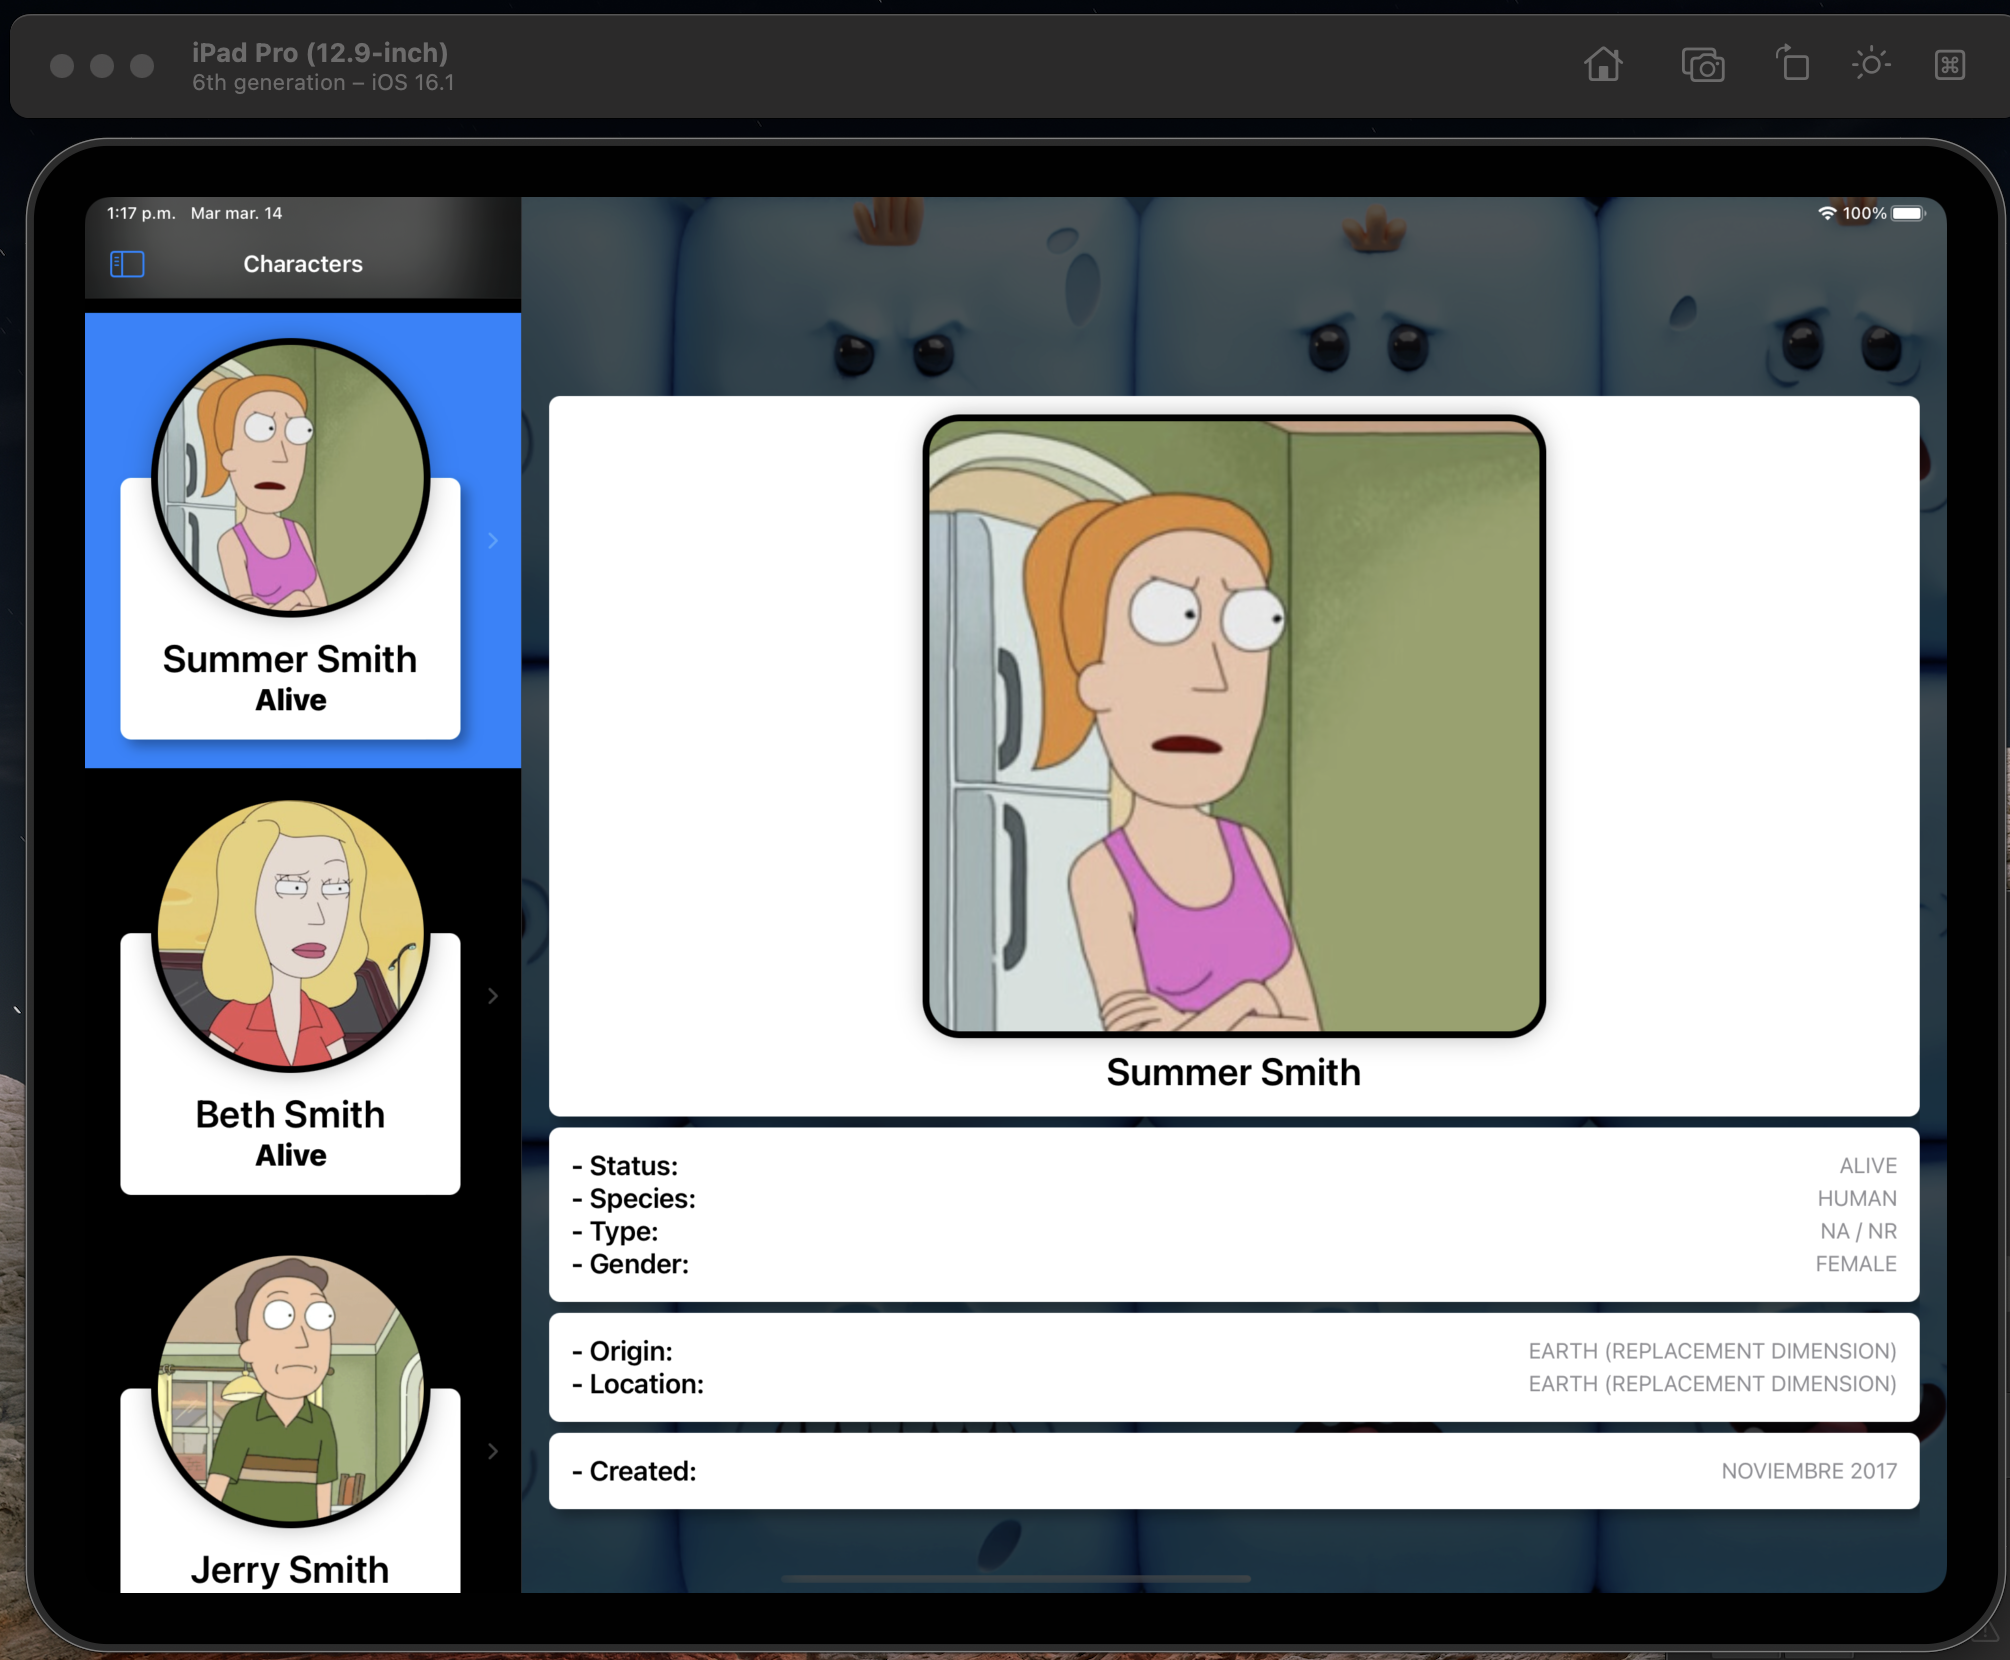 iPad Pro (12.9-inch)
6th generation – iOS 16.1
1:17 p.m. Mar mar. 14
100%
Characters
Summer Smith
Alive
Beth Smith
Alive
Jerry Smith
Summer Smith
- Status: ALIVE
- Species: HUMAN
- Type: NA / NR
- Gender: FEMALE
- Origin: EARTH (REPLACEMENT DIMENSION)
- Location: EARTH (REPLACEMENT DIMENSION)
- Created: NOVIEMBRE 2017